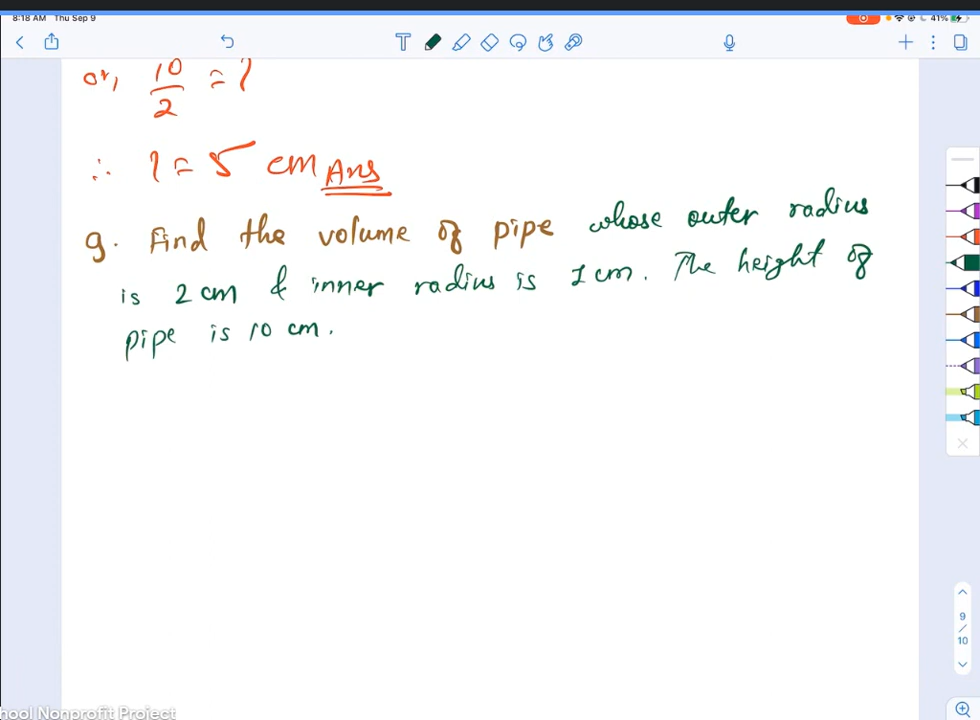 8:18 AM Thu Sep 9
41%
or, 10/2 = l
∴ l = 5 cm Ans
9. Find the volume of pipe whose outer radius
is 2 cm & inner radius is 1 cm. The height of
pipe is 10 cm.
9
/
10
hool Nonprofit Project